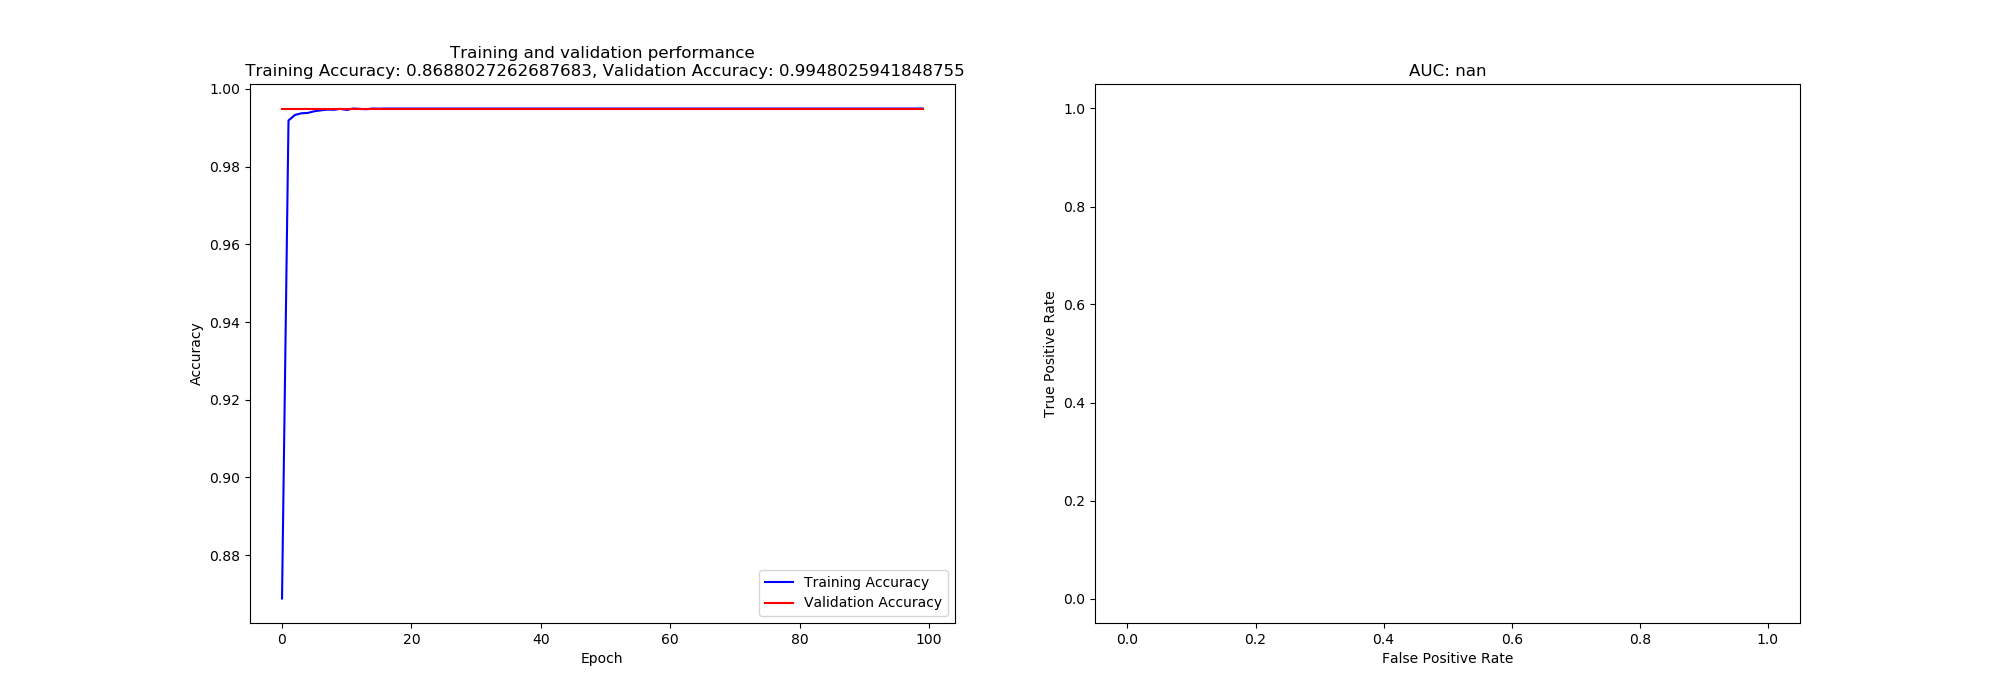 Training and validation performance
Training Accuracy: 0.8688027262687683, Validation Accuracy: 0.9948025941848755
1.00
0.98
0.96
0.94
0.92
0.90
0.88
Accuracy
0 20 40 60 80 100
Epoch
Training Accuracy
Validation Accuracy
AUC: nan
1.0
0.8
0.6
0.4
0.2
0.0
True Positive Rate
0.0 0.2 0.4 0.6 0.8 1.0
False Positive Rate